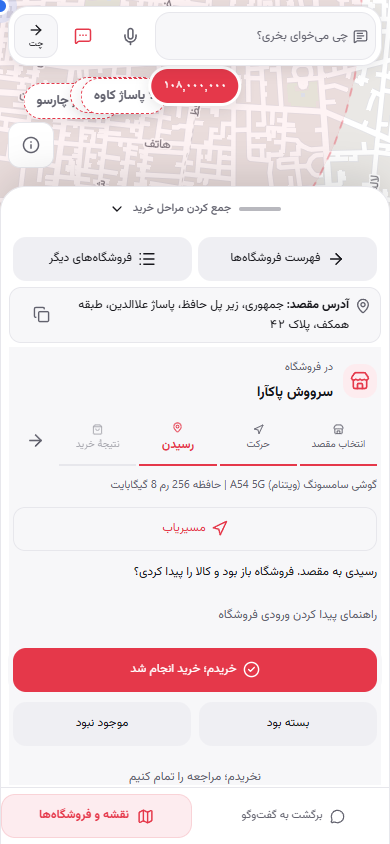 چی می‌خوای بخری؟
چت
۱۰۸,۰۰۰,۰۰۰
پاساژ کاوه
چارسو
هاتف
جمع کردن مراحل خرید
فهرست فروشگاه‌ها
فروشگاه‌های دیگر
آدرس مقصد: جمهوری، زیر پل حافظ، پاساژ علاالدین، طبقه
همکف، پلاک ۴۲
در فروشگاه
سرووش پاکآرا
انتخاب مقصد
حرکت
رسیدن
نتیجهٔ خرید
گوشی سامسونگ (ویتنام) A54 5G | حافظه 256 رم 8 گیگابایت
مسیریاب
رسیدی به مقصد. فروشگاه باز بود و کالا را پیدا کردی؟
راهنمای پیدا کردن ورودی فروشگاه
خریدم؛ خرید انجام شد
بسته بود
موجود نبود
نخریدم؛ مراجعه را تمام کنیم
برگشت به گفت‌وگو
نقشه و فروشگاه‌ها